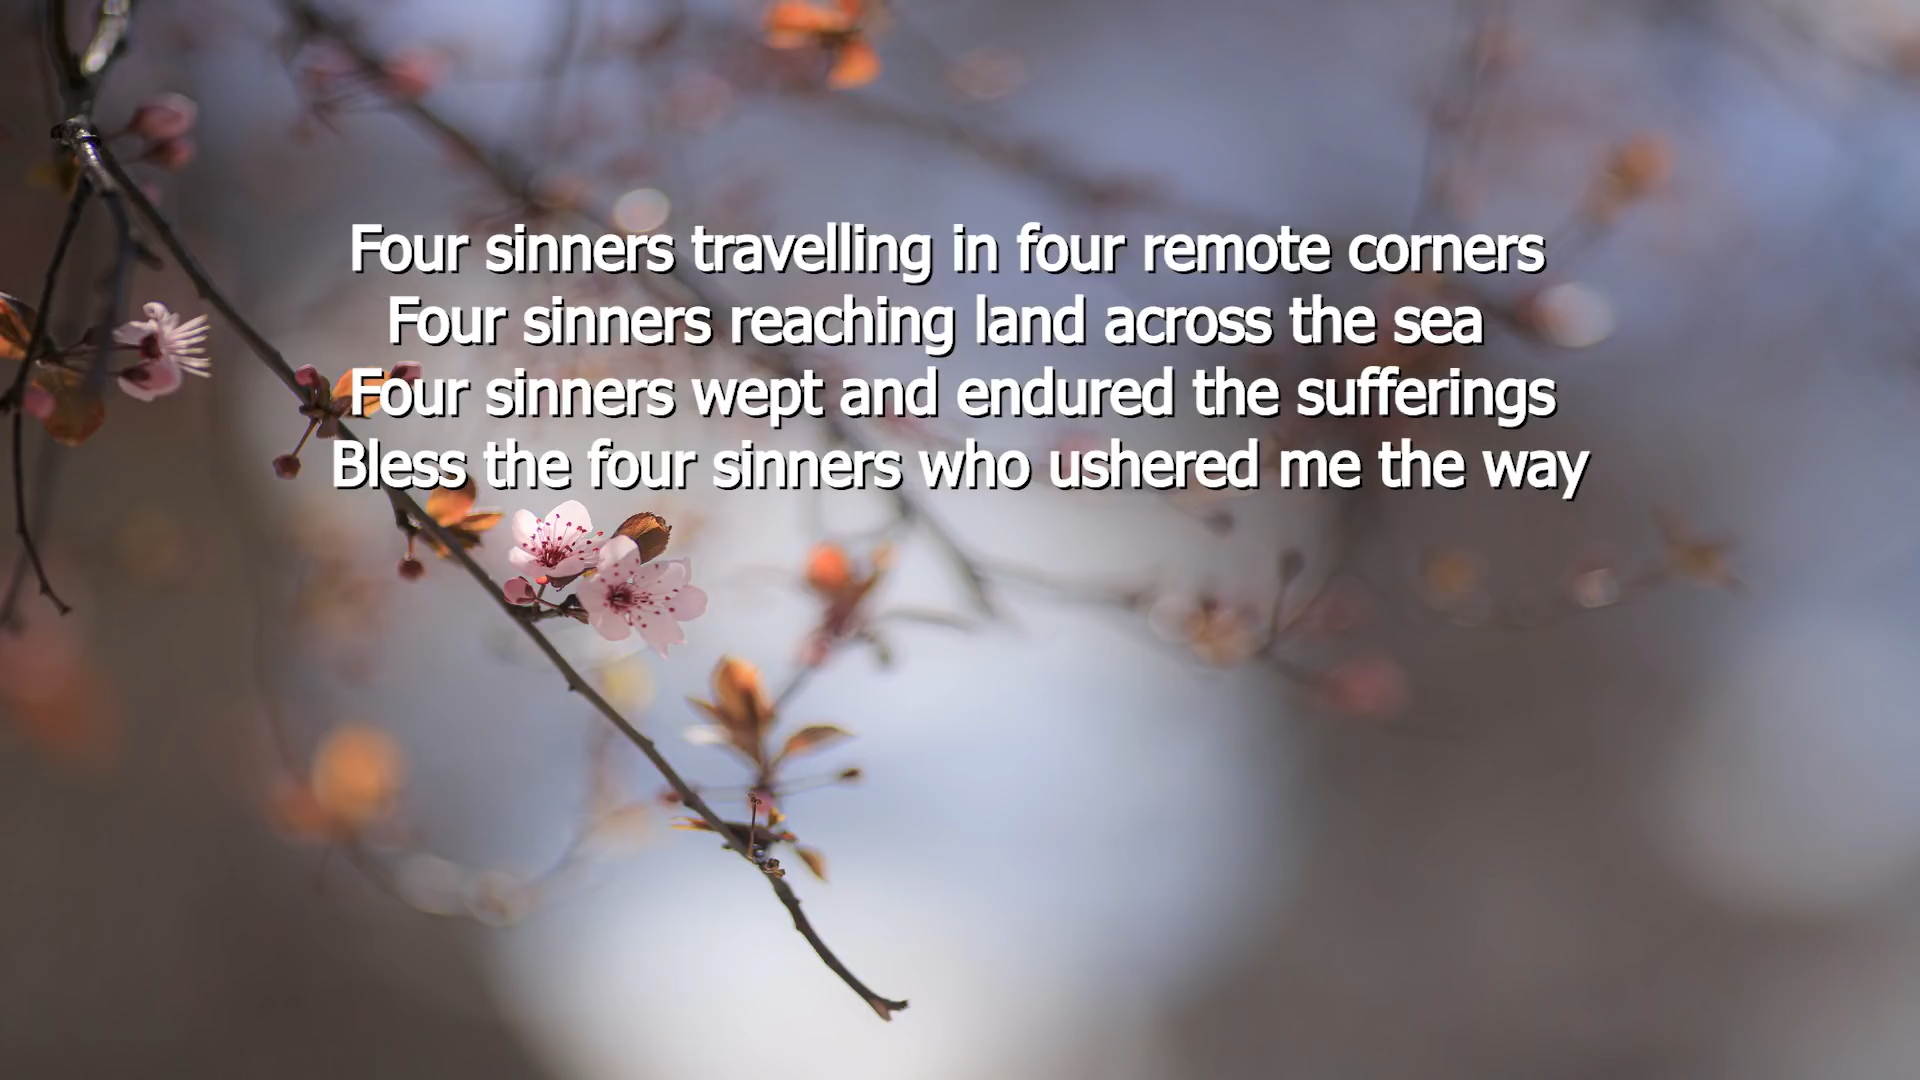 Four sinners travelling in four remote corners
Four sinners reaching land across the sea
Four sinners wept and endured the sufferings
Bless the four sinners who ushered me the way